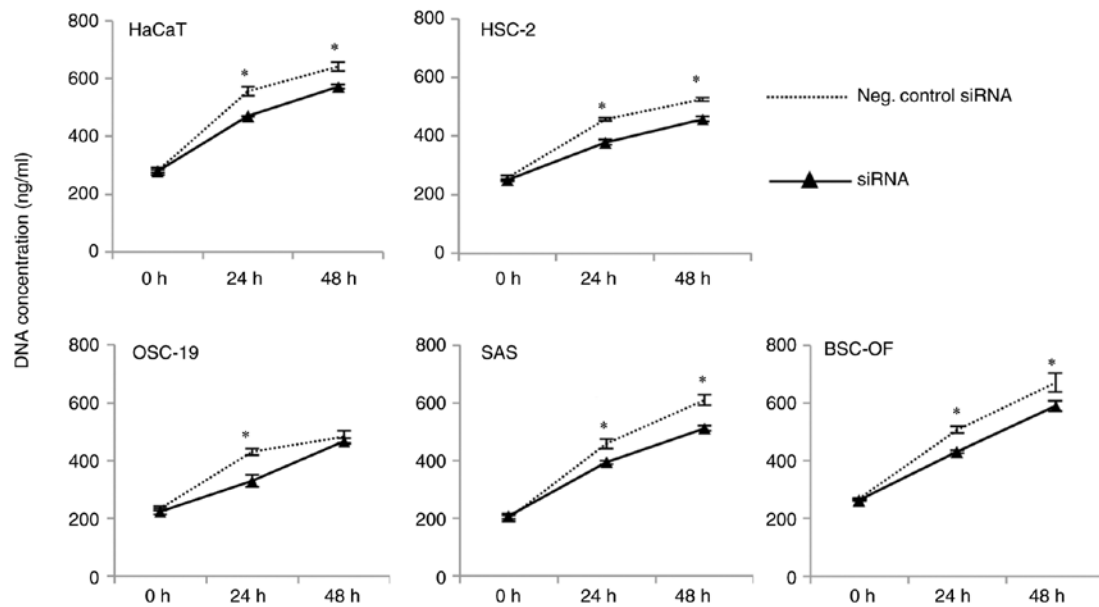 DNA concentration (ng/ml)
HaCaT
800
600
400
200
0
0 h 24 h 48 h
* *
HSC-2
800
600
400
200
0
0 h 24 h 48 h
* *
Neg. control siRNA
siRNA
OSC-19
800
600
400
200
0
0 h 24 h 48 h
*
SAS
800
600
400
200
0
0 h 24 h 48 h
* *
BSC-OF
800
600
400
200
0
0 h 24 h 48 h
* *